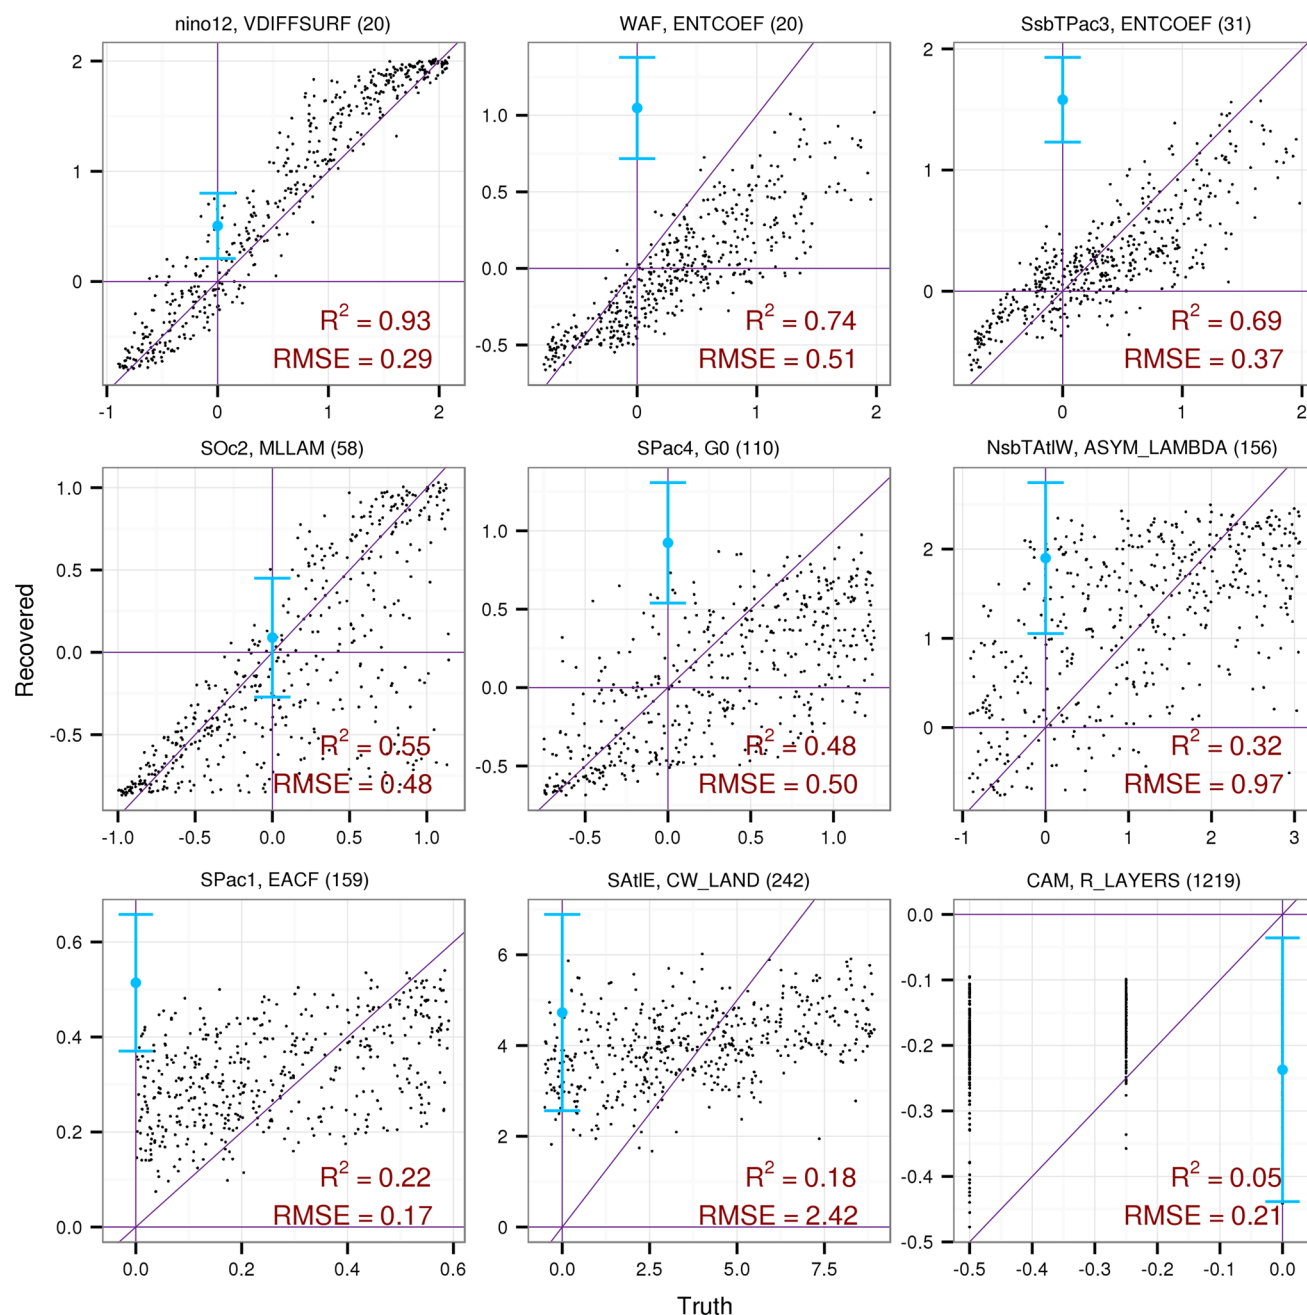 nino12, VDIFFSURF (20)
WAF, ENTCOEF (20)
SsbTPac3, ENTCOEF (31)
2
1
0
R² = 0.93
RMSE = 0.29
-1
0
1
2
1.0
0.5
0.0
-0.5
R² = 0.74
RMSE = 0.51
0
1
2
2
1
0
R² = 0.69
RMSE = 0.37
0
1
2
SOc2, MLLAM (58)
SPac4, G0 (110)
NsbTAtlW, ASYM_LAMBDA (156)
Recovered
1.0
0.5
0.0
-0.5
R² = 0.55
RMSE = 0.48
-1.0
-0.5
0.0
0.5
1.0
1.0
0.5
0.0
-0.5
R² = 0.48
RMSE = 0.50
-0.5
0.0
0.5
1.0
2
1
0
R² = 0.32
RMSE = 0.97
-1
0
1
2
3
SPac1, EACF (159)
SAtlE, CW_LAND (242)
CAM, R_LAYERS (1219)
0.6
0.4
0.2
0.0
R² = 0.22
RMSE = 0.17
0.0
0.2
0.4
0.6
6
4
2
0
R² = 0.18
RMSE = 2.42
0.0
2.5
5.0
7.5
0.0
-0.1
-0.2
-0.3
-0.4
-0.5
R² = 0.05
RMSE = 0.21
-0.5
-0.4
-0.3
-0.2
-0.1
0.0
Truth